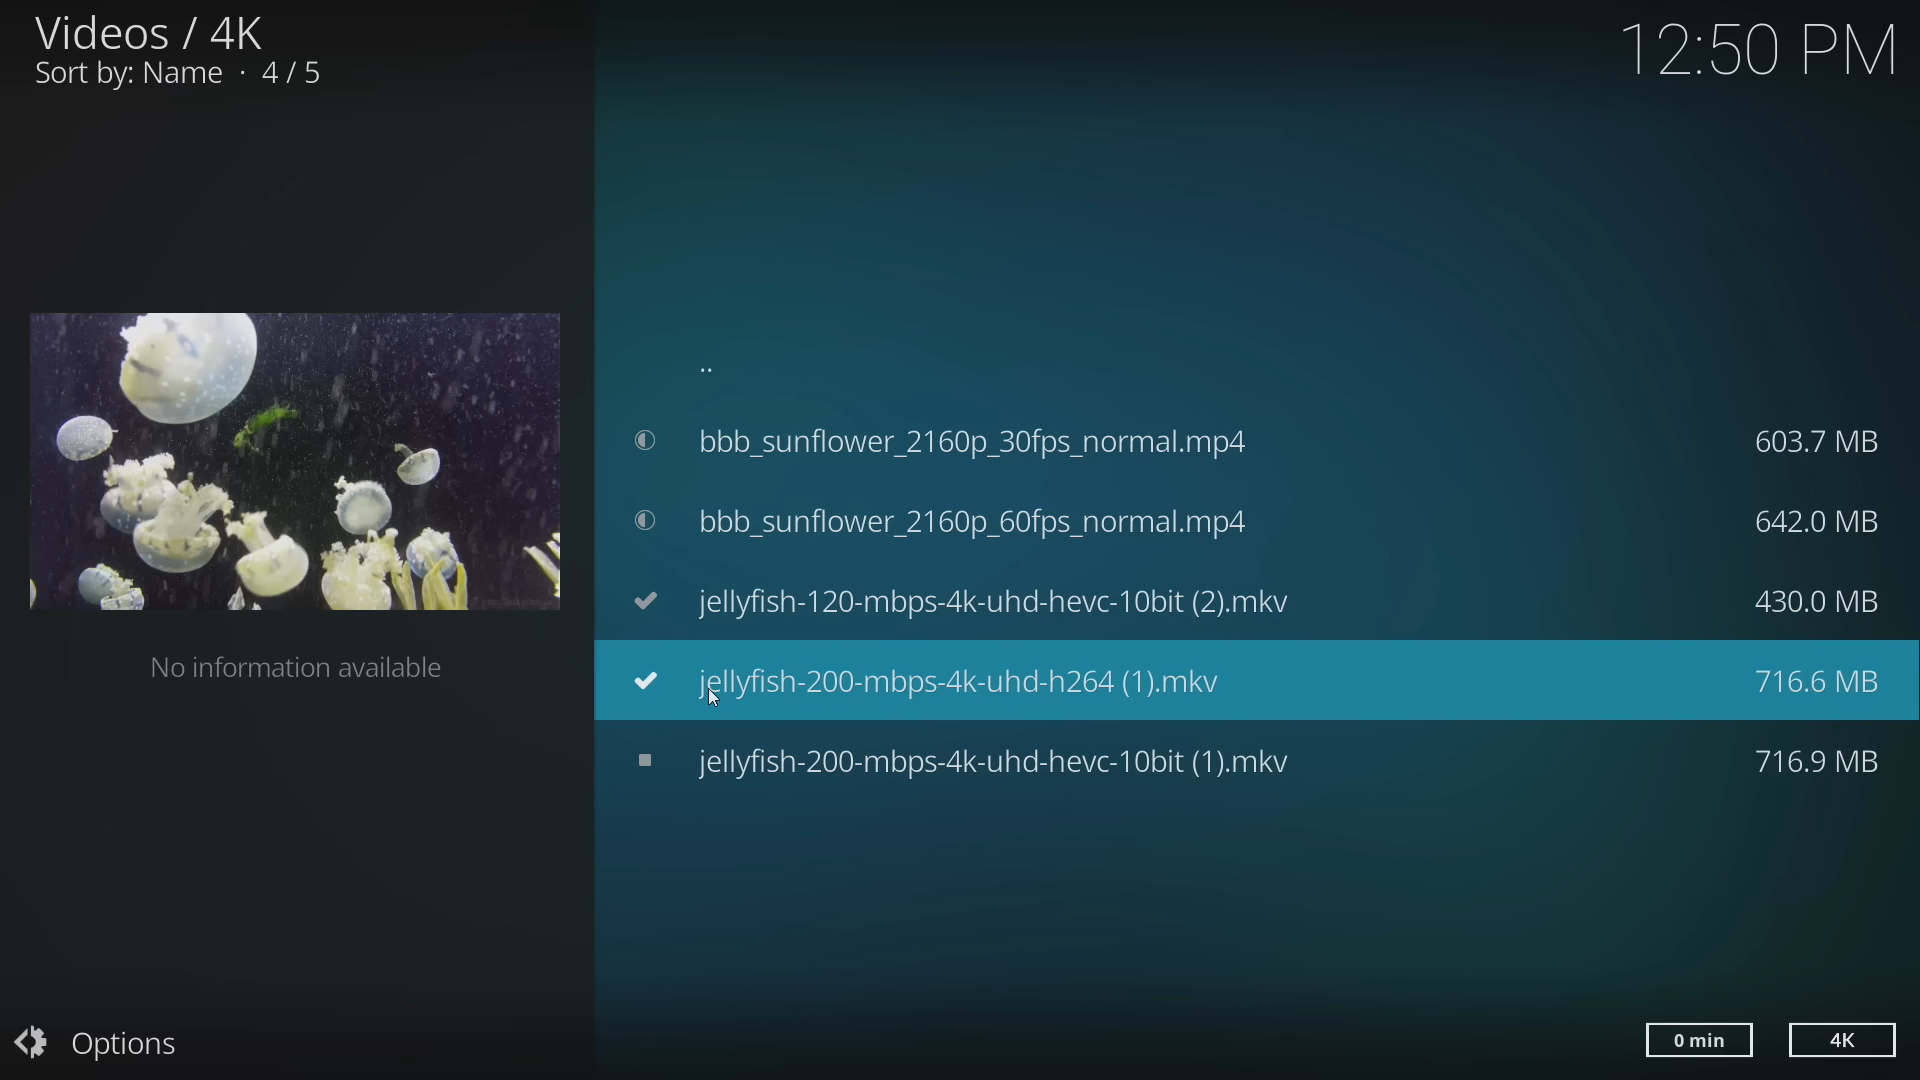 Videos / 4K
Sort by: Name · 4 / 5
12:50 PM
..
bbb_sunflower_2160p_30fps_normal.mp4 603.7 MB
bbb_sunflower_2160p_60fps_normal.mp4 642.0 MB
jellyfish-120-mbps-4k-uhd-hevc-10bit (2).mkv 430.0 MB
jellyfish-200-mbps-4k-uhd-h264 (1).mkv 716.6 MB
jellyfish-200-mbps-4k-uhd-hevc-10bit (1).mkv 716.9 MB
No information available
Options
0 min
4K